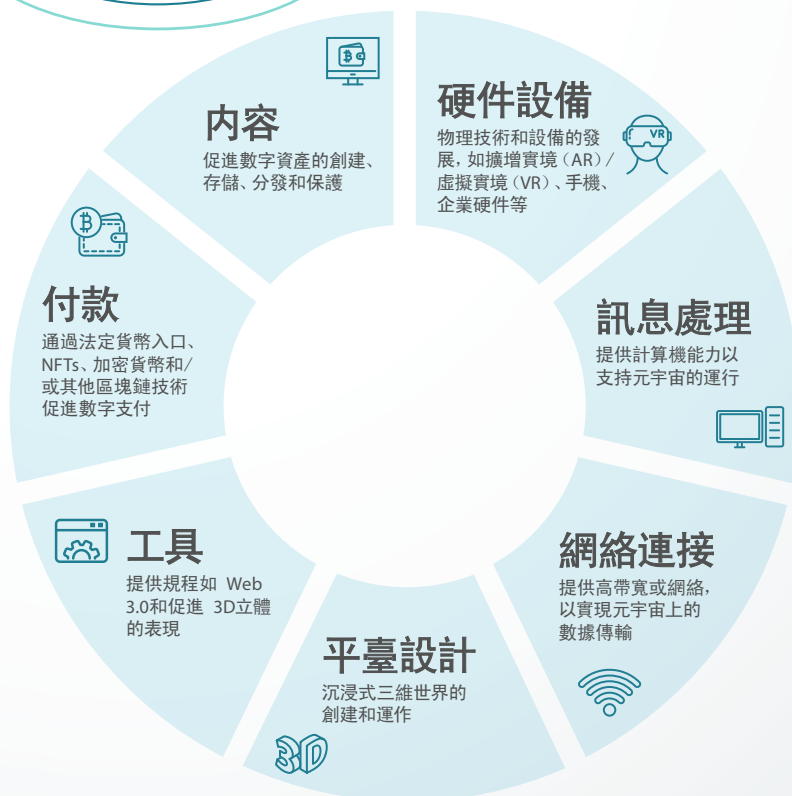 内容
促進數字資產的創建、
存儲、分發和保護
硬件設備
物理技術和設備的發
展，如擴增實境（AR）/
虛擬實境（VR）、手機、
企業硬件等
VR
訊息處理
提供計算機能力以
支持元宇宙的運行
網絡連接
提供高帶寬或網絡，
以實現元宇宙上的
數據傳輸
平臺設計
沉浸式三維世界的
創建和運作
3D
工具
提供規程如 Web
3.0和促進 3D立體
的表現
付款
通過法定貨幣入口、
NFTs、加密貨幣和/
或其他區塊鏈技術
促進數字支付